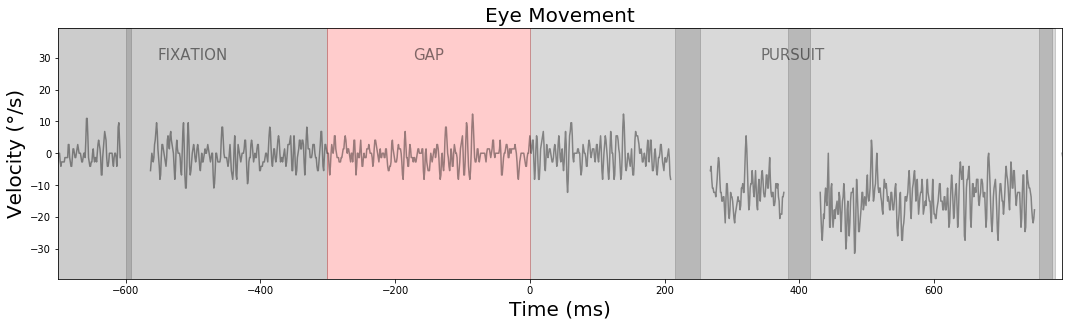 Eye Movement
FIXATION GAP PURSUIT
Velocity (°/s)
30
20
10
0
−10
−20
−30
−600 −400 −200 0 200 400 600
Time (ms)